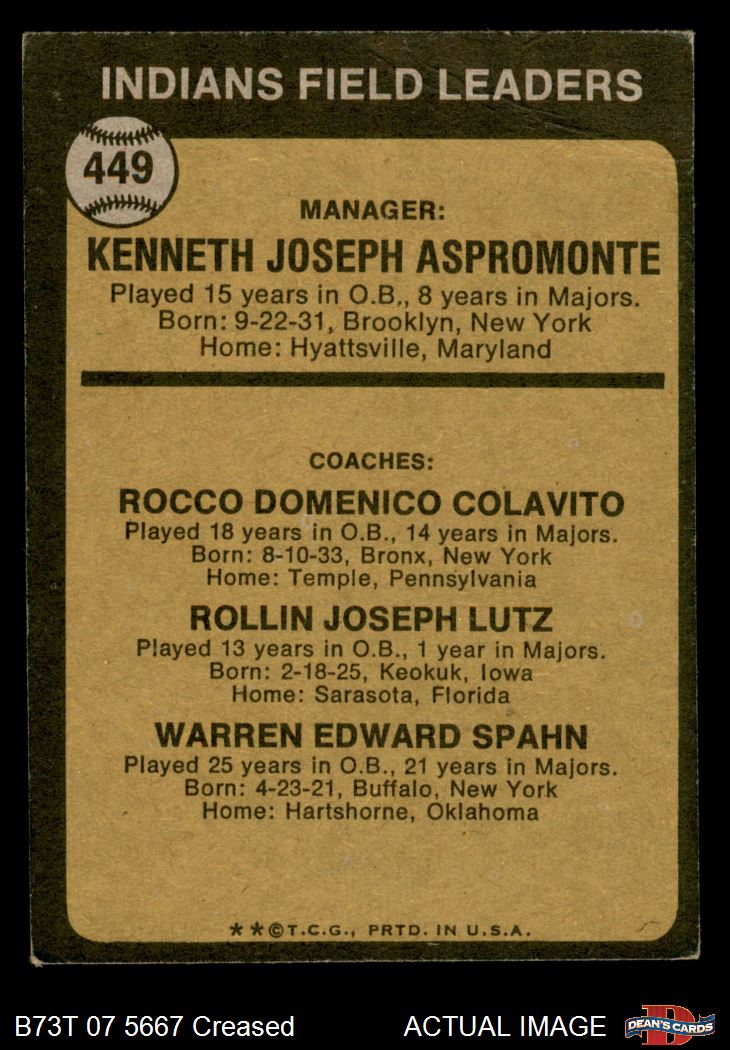 INDIANS FIELD LEADERS
449
MANAGER:
KENNETH JOSEPH ASPROMONTE
Played 15 years in O.B., 8 years in Majors.
Born: 9-22-31, Brooklyn, New York
Home: Hyattsville, Maryland
COACHES:
ROCCO DOMENICO COLAVITO
Played 18 years in O.B., 14 years in Majors.
Born: 8-10-33, Bronx, New York
Home: Temple, Pennsylvania
ROLLIN JOSEPH LUTZ
Played 13 years in O.B., 1 year in Majors.
Born: 2-18-25, Keokuk, Iowa
Home: Sarasota, Florida
WARREN EDWARD SPAHN
Played 25 years in O.B., 21 years in Majors.
Born: 4-23-21, Buffalo, New York
Home: Hartshorne, Oklahoma
**©T.C.G., PRTD. IN U.S.A.
B73T 07 5667 Creased ACTUAL IMAGE
D
DEAN'S CARDS